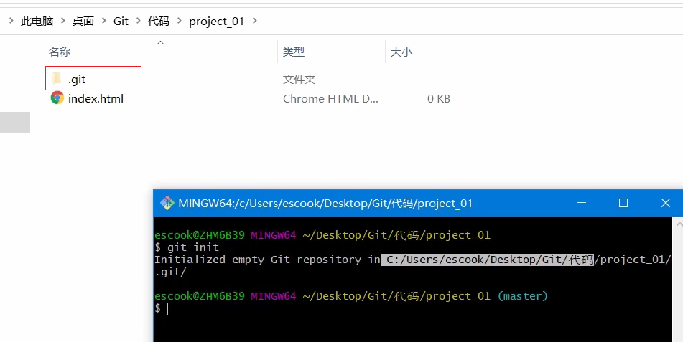 此电脑 > 桌面 > Git > 代码 > project_01 >
名称 类型 大小
.git 文件夹
index.html Chrome HTML D... 0 KB
MINGW64:/c/Users/escook/Desktop/Git/代码/project_01
escook@ZHM6B39 MINGW64 ~/Desktop/Git/代码/project_01
$ git init
Initialized empty Git repository in C:/Users/escook/Desktop/Git/代码/project_01/
.git/
escook@ZHM6B39 MINGW64 ~/Desktop/Git/代码/project_01 (master)
$